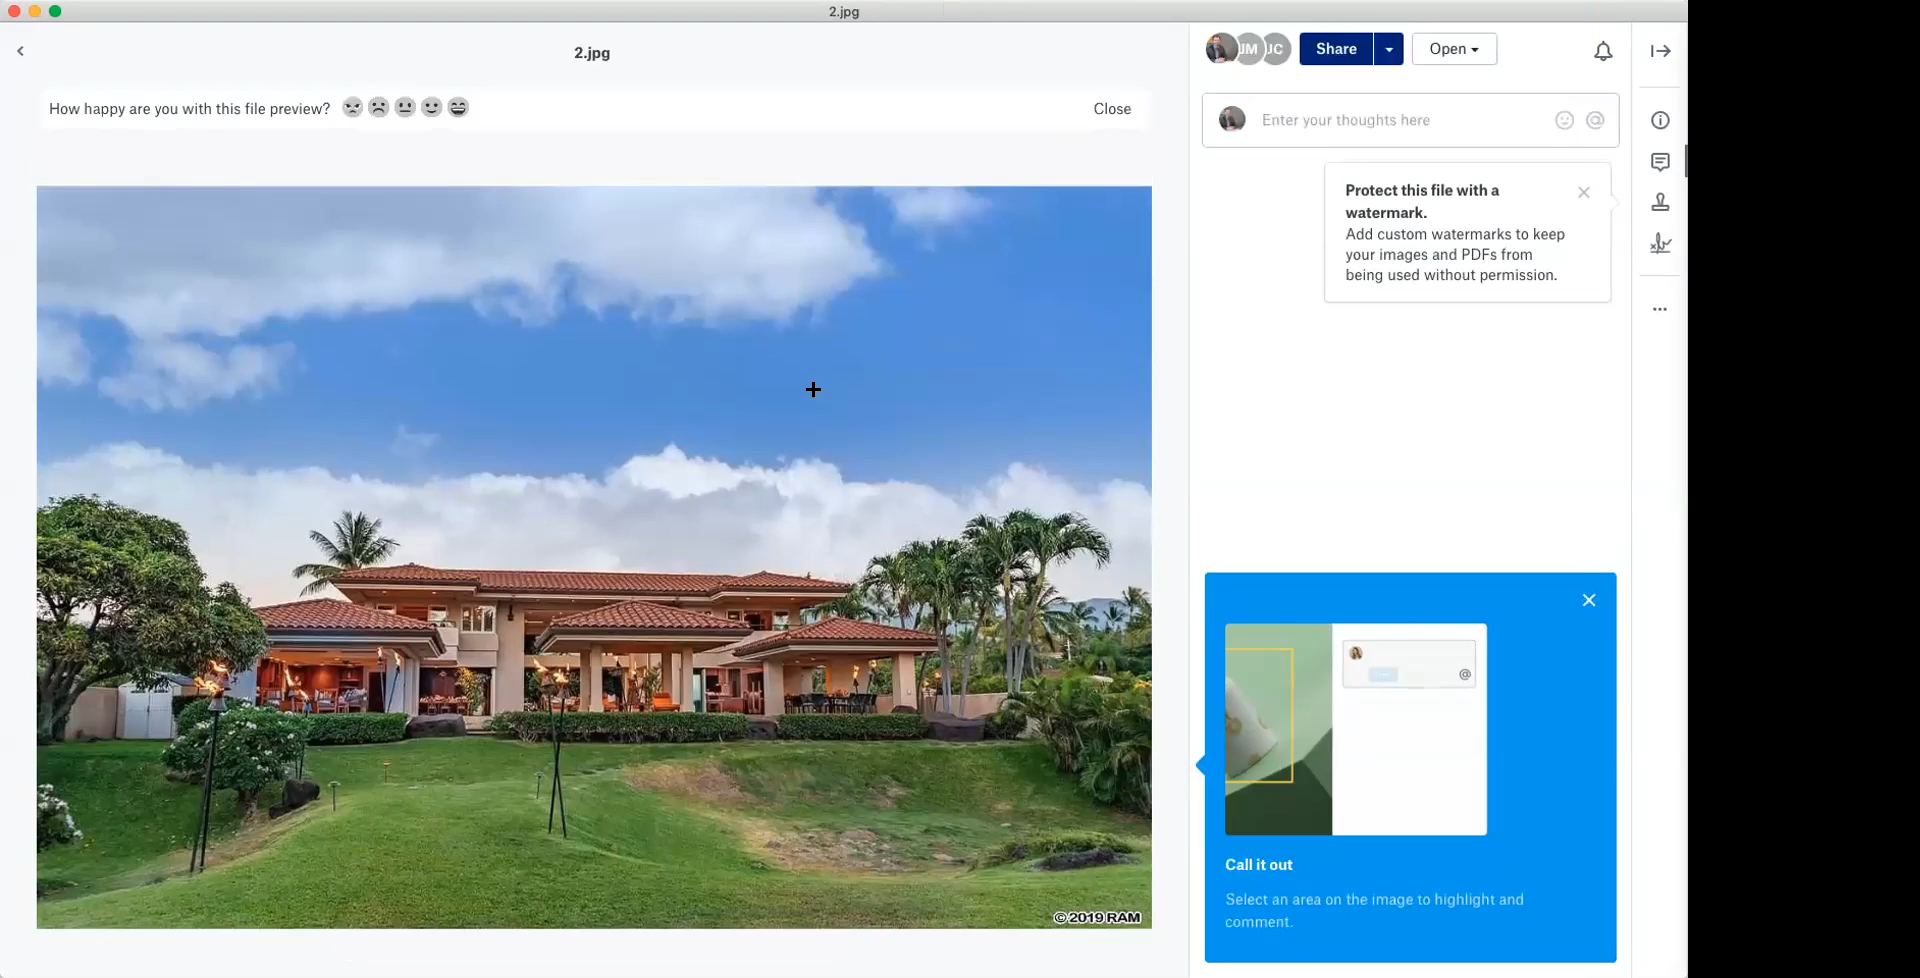 2.jpg
2.jpg
JM JC Share Open
How happy are you with this file preview? Close
Enter your thoughts here @
Protect this file with a
watermark.
Add custom watermarks to keep
your images and PDFs from
being used without permission.
@
Call it out
Select an area on the image to highlight and
comment.
©2019 RAM